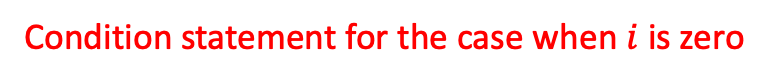 Condition statement for the case when i is zero